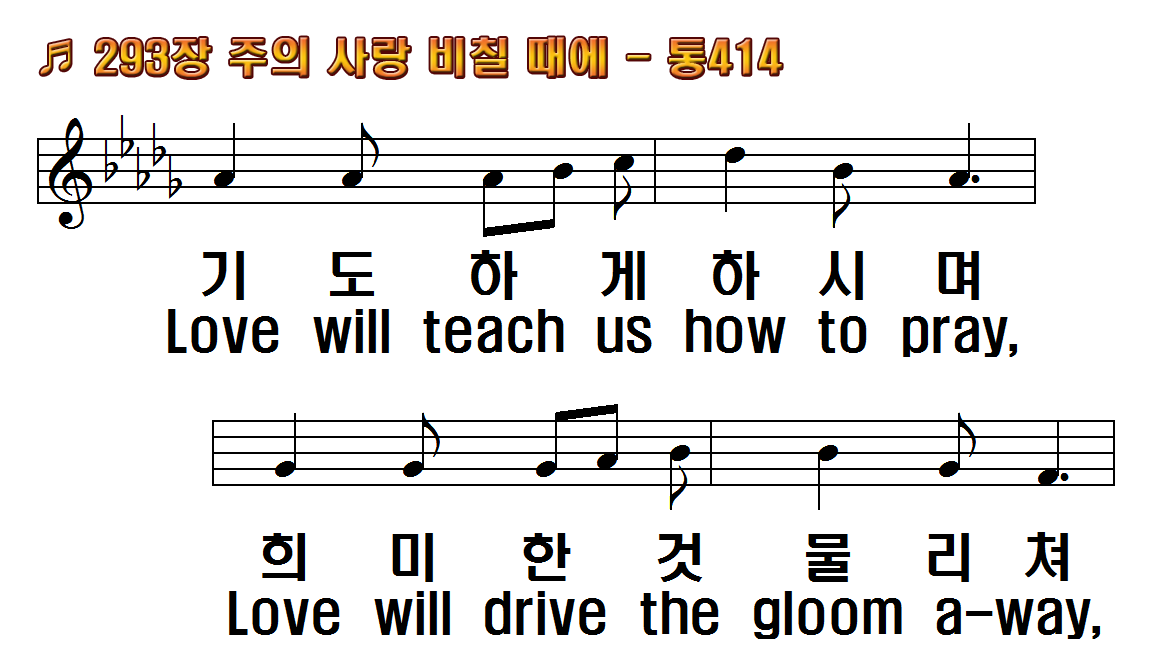 293장 주의 사랑 비칠 때에 - 통414
기 도 하 게 하 시 며
Love will teach us how to pray,
희 미 한 것 물 리 쳐
Love will drive the gloom a-way,